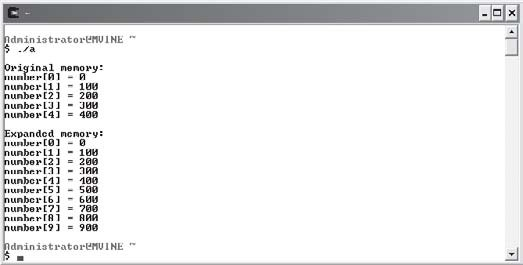 ~
Administrator@MVINE ~
$ ./a
Original memory:
number[0] = 0
number[1] = 100
number[2] = 200
number[3] = 300
number[4] = 400
Expanded memory:
number[0] = 0
number[1] = 100
number[2] = 200
number[3] = 300
number[4] = 400
number[5] = 500
number[6] = 600
number[7] = 700
number[8] = 800
number[9] = 900
Administrator@MVINE ~
$